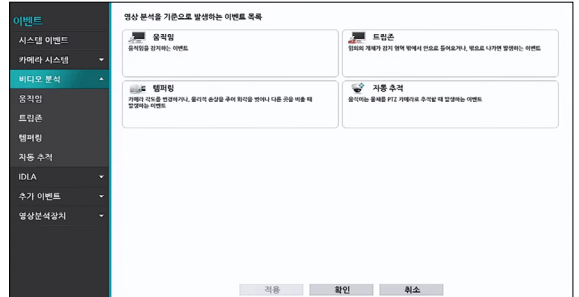 이벤트
시스템 이벤트
카메라 시스템
비디오 분석
움직임
트립존
템퍼링
자동 추적
IDLA
추가 이벤트
영상분석장치
영상 분석을 기준으로 발생하는 이벤트 목록
움직임
움직임을 감지하는 이벤트
트립존
임의의 개체가 감지 영역 밖에서 안으로 들어오거나, 밖으로 나가면 발생하는 이벤트
템퍼링
카메라 각도를 변경하거나, 물리적 손상을 주어 화각을 벗어나 다른 곳을 비출 때
발생하는 이벤트
자동 추적
움직이는 물체를 PTZ 카메라로 추적할 때 발생하는 이벤트
적용
확인
취소